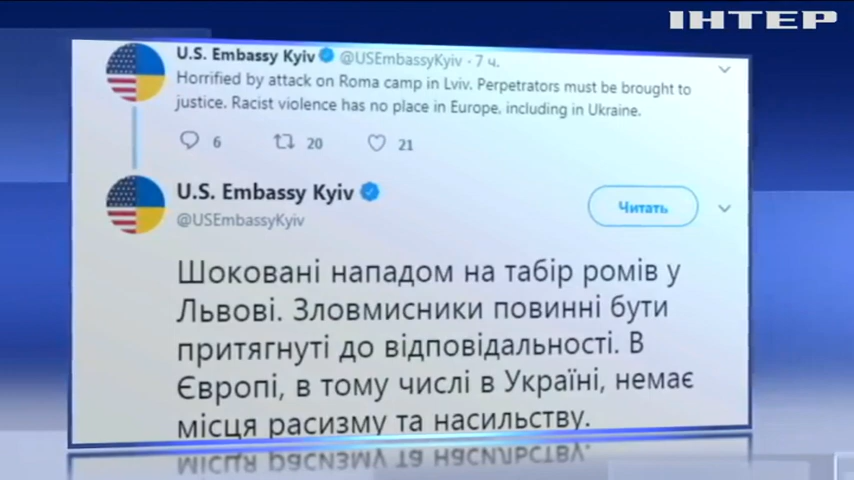 ІНТЕР
U.S. Embassy Kyiv @USEmbassyKyiv · 7 ч.
Horrified by attack on Roma camp in Lviv. Perpetrators must be brought to
justice. Racist violence has no place in Europe, including in Ukraine.
6 20 21
U.S. Embassy Kyiv
Читать
@USEmbassyKyiv
Шоковані нападом на табір ромів у
Львові. Зловмисники повинні бути
притягнуті до відповідальності. В
Європі, в тому числі в Україні, немає
місця расизму та насильству.